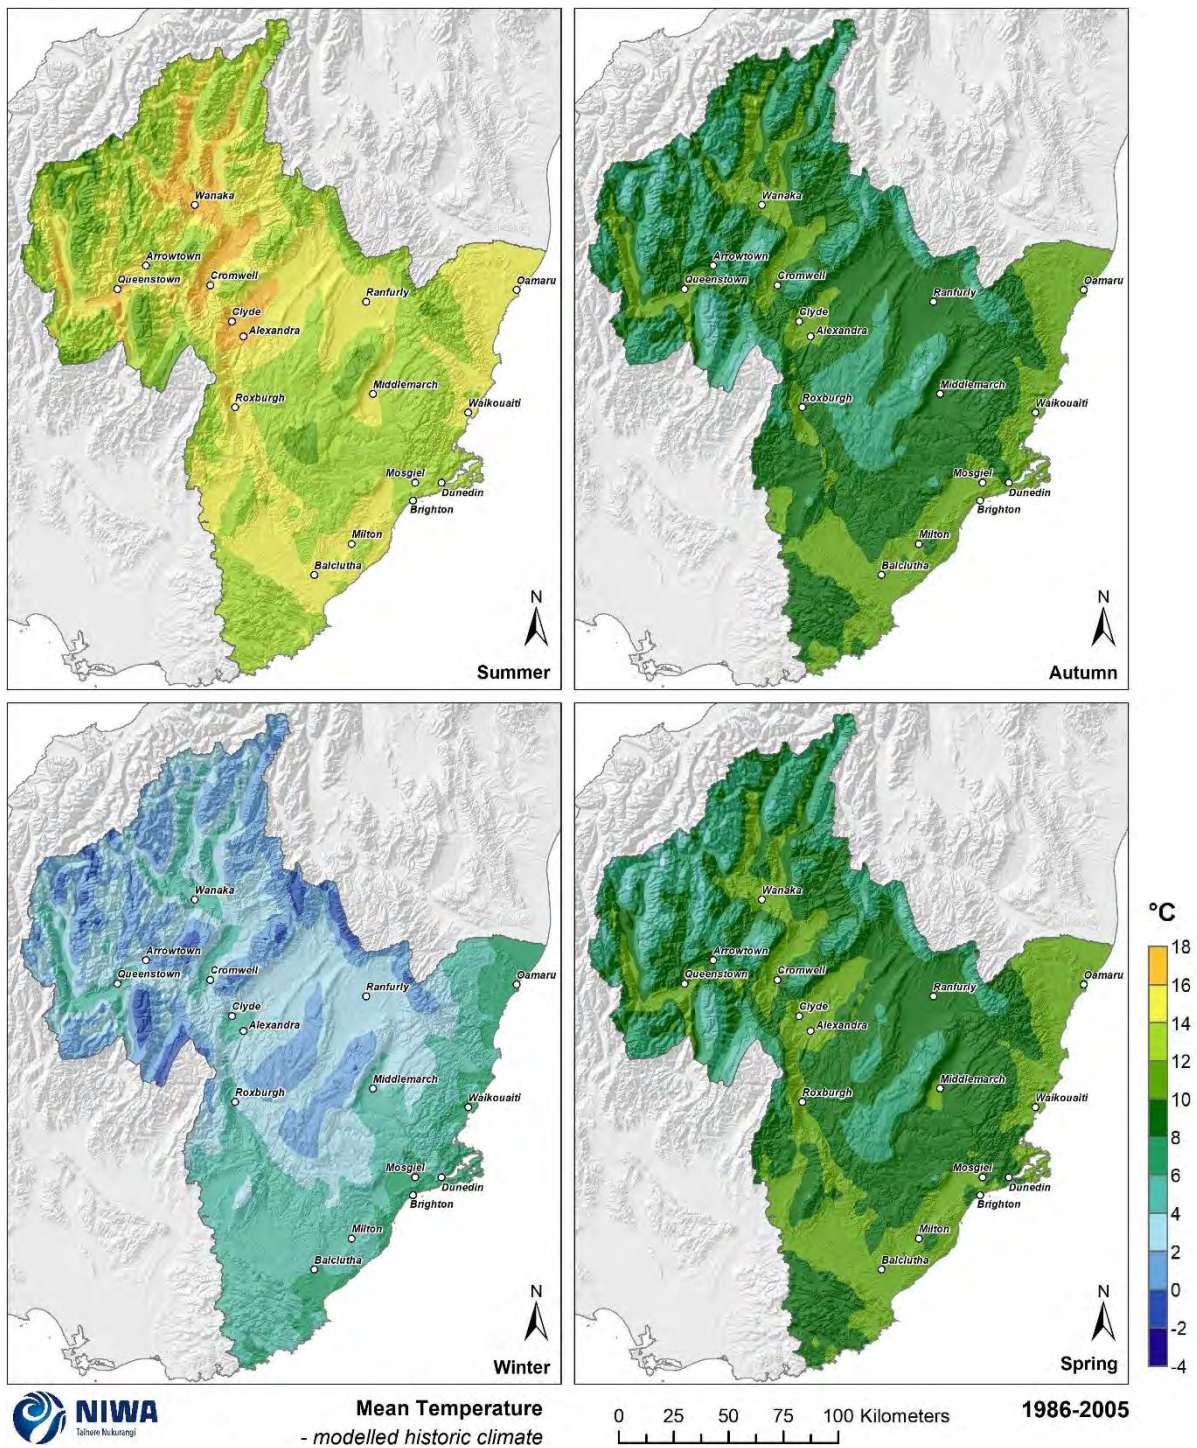 Wanaka
Arrowtown
Queenstown
Cromwell
Oamaru
Ranfurly
Clyde
Alexandra
Middlemarch
Roxburgh
Waikouaiti
Mosgiel
Dunedin
Brighton
Milton
Balclutha
N
Summer
Wanaka
Arrowtown
Queenstown
Cromwell
Oamaru
Ranfurly
Clyde
Alexandra
Middlemarch
Roxburgh
Waikouaiti
Mosgiel
Dunedin
Brighton
Milton
Balclutha
N
Autumn
Wanaka
Arrowtown
Queenstown
Cromwell
Oamaru
Ranfurly
Clyde
Alexandra
Middlemarch
Roxburgh
Waikouaiti
Mosgiel
Dunedin
Brighton
Milton
Balclutha
N
Winter
Wanaka
Arrowtown
Queenstown
Cromwell
Oamaru
Ranfurly
Clyde
Alexandra
Middlemarch
Roxburgh
Waikouaiti
Mosgiel
Dunedin
Brighton
Milton
Balclutha
N
Spring
°C
18
16
14
12
10
8
6
4
2
0
-2
-4
NIWA
Taihoro Nukurangi
Mean Temperature
- modelled historic climate
0 25 50 75 100 Kilometers
1986-2005